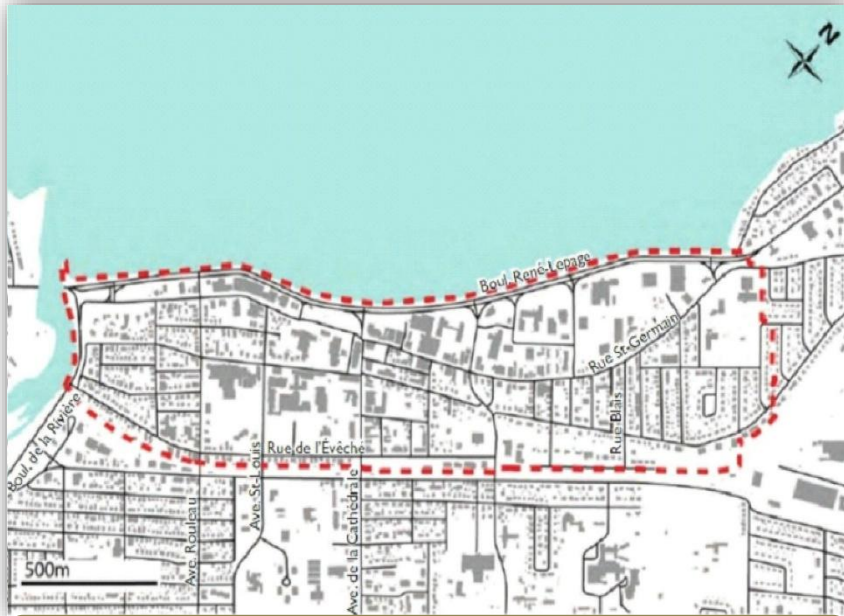 N
Boul. René-Lepage
Rue St-Germain
Boul. de la Rivière
Rue Blais
Rue de l'Évêché
Ave. St-Louis
Ave. Rouleau
Ave. de la Cathédrale
500m